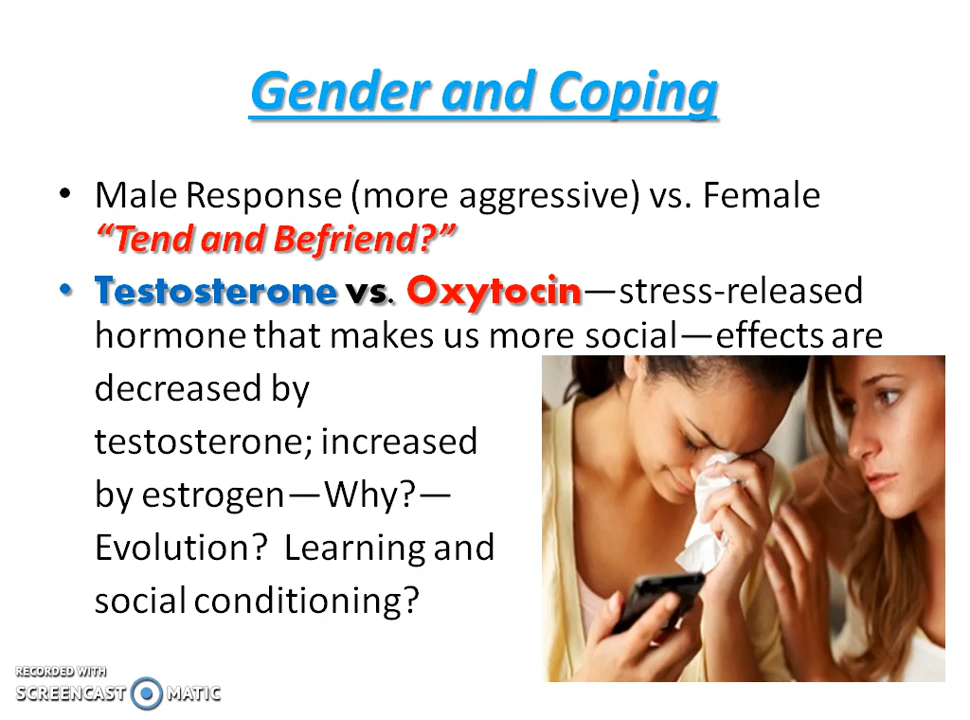 Gender and Coping
• Male Response (more aggressive) vs. Female
“Tend and Befriend?”
• Testosterone vs. Oxytocin—stress-released
hormone that makes us more social—effects are
decreased by
testosterone; increased
by estrogen—Why?—
Evolution?  Learning and
social conditioning?
RECORDED WITH
SCREENCAST MATIC